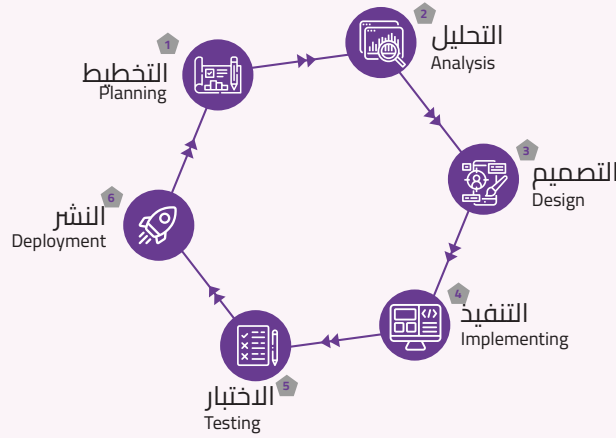 1
التخطيط
Planning
2
التحليل
Analysis
3
التصميم
Design
4
التنفيذ
Implementing
5
الاختبار
Testing
6
النشر
Deployment